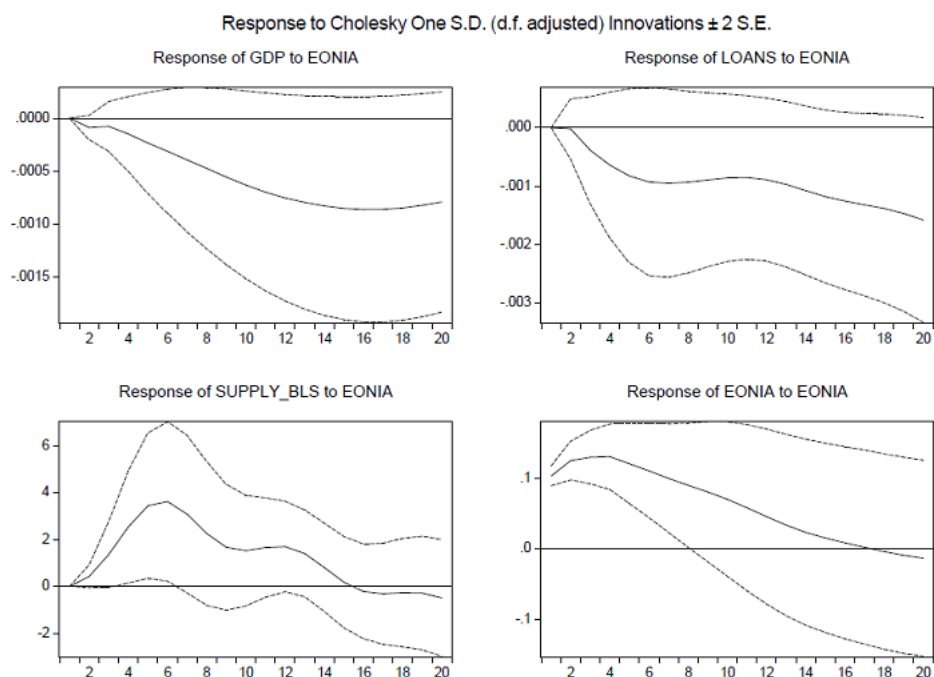 Response to Cholesky One S.D. (d.f. adjusted) Innovations ± 2 S.E.
Response of GDP to EONIA
.0000
-.0005
-.0010
-.0015
2 4 6 8 10 12 14 16 18 20
Response of LOANS to EONIA
.000
-.001
-.002
-.003
2 4 6 8 10 12 14 16 18 20
Response of SUPPLY_BLS to EONIA
6
4
2
0
-2
2 4 6 8 10 12 14 16 18 20
Response of EONIA to EONIA
.1
.0
-.1
2 4 6 8 10 12 14 16 18 20